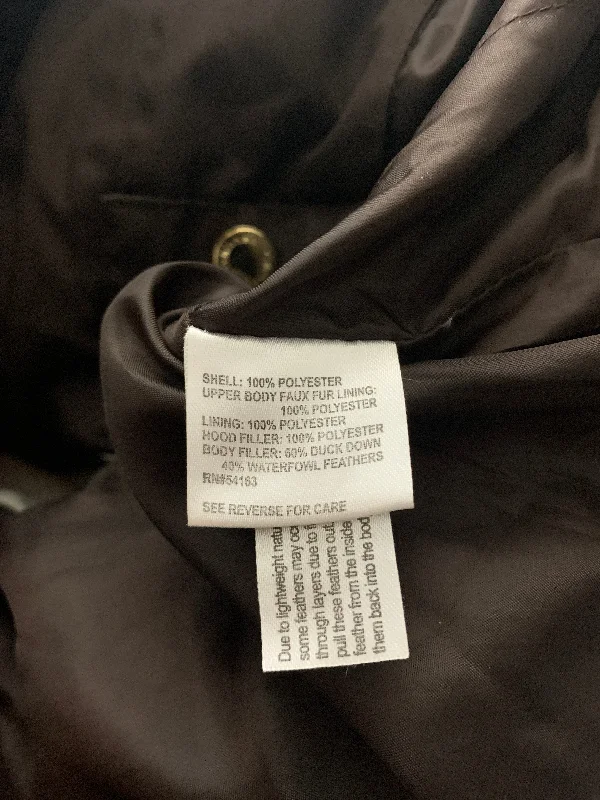 SHELL: 100% POLYESTER
UPPER BODY FAUX FUR LINING:
100% POLYESTER
LINING: 100% POLYESTER
HOOD FILLER: 100% POLYESTER
BODY FILLER: 60% DUCK DOWN
40% WATERFOWL FEATHERS
RN#54163
SEE REVERSE FOR CARE
Due to lightweight natu
some feathers may oc
through layers due to f
pull these feathers out
feather from the inside
them back into the bod